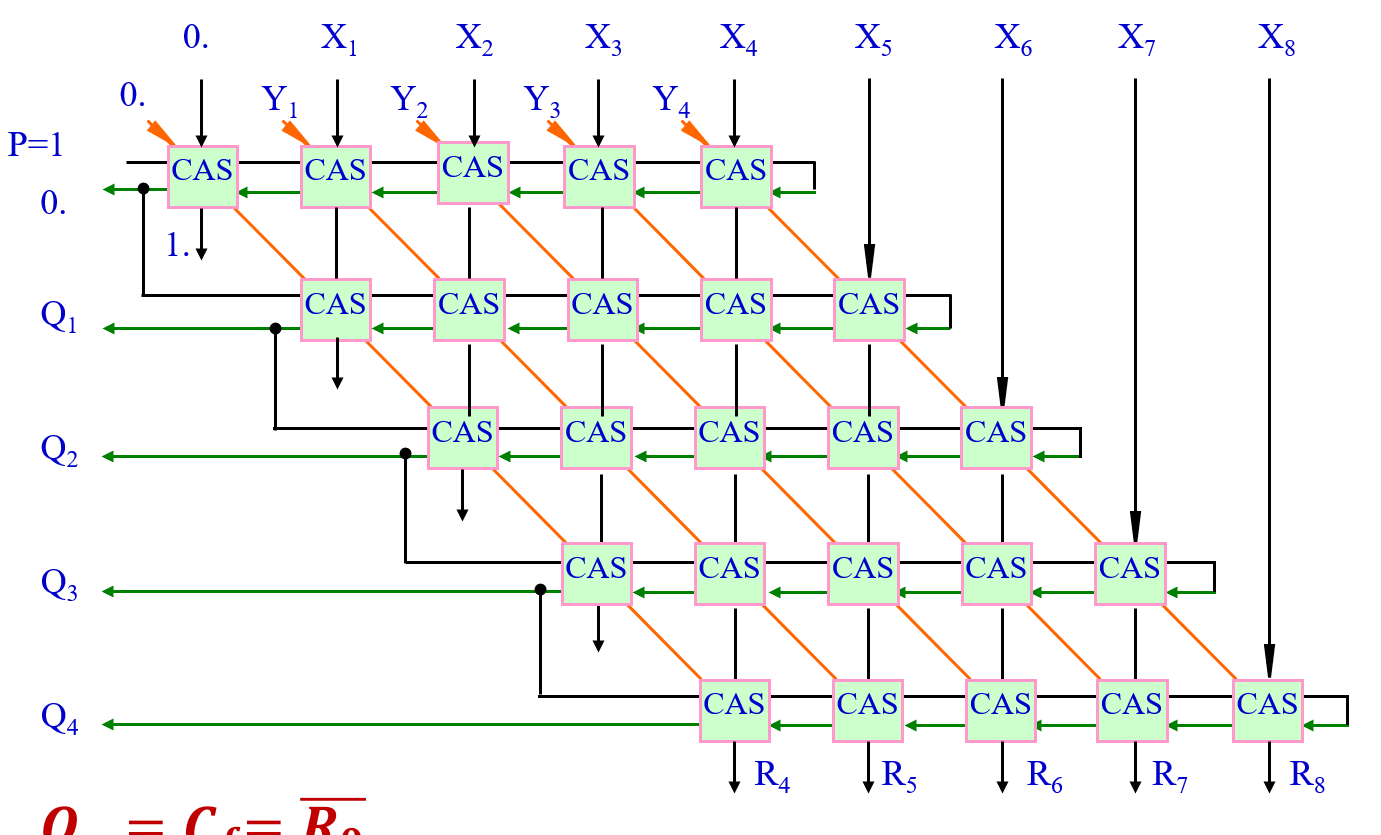 0. X₁ X₂ X₃ X₄ X₅ X₆ X₇ X₈
0. Y₁ Y₂ Y₃ Y₄
P=1
CAS CAS CAS CAS CAS
0.
1.
CAS CAS CAS CAS CAS
Q₁
CAS CAS CAS CAS CAS
Q₂
CAS CAS CAS CAS CAS
Q₃
CAS CAS CAS CAS CAS
Q₄
R₄ R₅ R₆ R₇ R₈